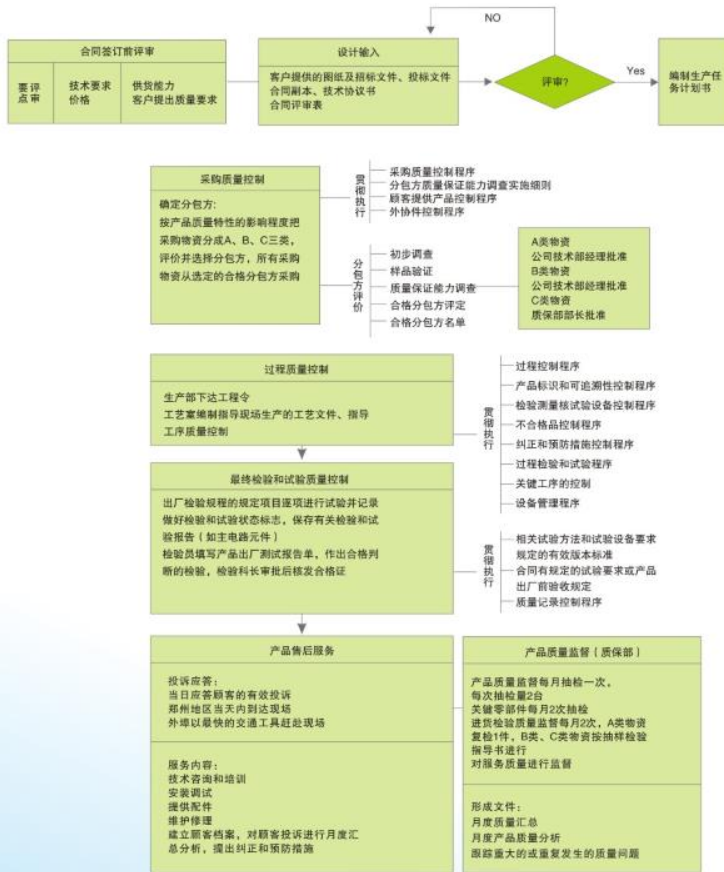 NO
合同签订前评审
要评
点审
技术要求
价格
供货能力
客户提出质量要求
设计输入
客户提供的图纸及招标文件、投标文件
合同副本、技术协议书
合同评审表
评审?
Yes
编制生产任
务计划书
采购质量控制
确定分包方:
按产品质量特性的影响程度把
采购物资分成A、B、C三类,
评价并选择分包方，所有采购
物资从选定的合格分包方采购
贯彻执行
采购质量控制程序
分包方质量保证能力调查实施细则
顾客提供产品控制程序
外协件控制程序
分包方评价
初步调查
样品验证
质量保证能力调查
合格分包方评定
合格分包方名单
A类物资
公司技术部经理批准
B类物资
公司技术部经理批准
C类物资
质保部部长批准
过程质量控制
生产部下达工程令
工艺室编制指导现场生产的工艺文件、指导
工序质量控制
贯彻执行
过程控制程序
产品标识和可追溯性控制程序
检验测量核试验设备控制程序
不合格品控制程序
纠正和预防措施控制程序
过程检验和试验程序
关键工序的控制
设备管理程序
最终检验和试验质量控制
出厂检验规程的规定项目逐项进行试验并记录
做好检验和试验状态标志，保存有关检验和试
验报告（如主电路元件）
检验员填写产品出厂测试报告单，作出合格判
断的检验，检验科长审批后核发合格证
贯彻执行
相关试验方法和试验设备要求
规定的有效版本标准
合同有规定的试验要求或产品
出厂前验收规定
质量记录控制程序
产品售后服务
投诉应答:
当日应答顾客的有效投诉
郑州地区当天内到达现场
外埠以最快的交通工具赶赴现场
服务内容:
技术咨询和培训
安装调试
提供配件
维护修理
建立顾客档案，对顾客投诉进行月度汇
总分析，提出纠正和预防措施
产品质量监督（质保部）
产品质量监督每月抽检一次，
每次抽检量2台
关键零部件每月2次抽检
进货检验质量监督每月2次，A类物资
复检1件，B类、C类物资按抽样检验
指导书进行
对服务质量进行监督
形成文件:
月度质量汇总
月度产品质量分析
跟踪重大的或重复发生的质量问题